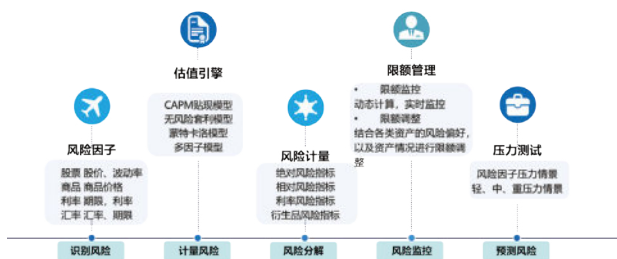 估值引擎
CAPM贴现模型
无风险套利模型
蒙特卡洛模型
多因子模型
限额管理
• 限额监控
动态计算，实时监控
• 限额调整
结合各类资产的风险偏好，
以及资产情况进行限额调
整
风险因子
股票 股价、波动率
商品 商品价格
利率 期限，利率
汇率 汇率、期限
风险计量
绝对风险指标
相对风险指标
利率风险指标
衍生品风险指标
压力测试
风险因子压力情景
轻、中、重压力情景
识别风险
计量风险
风险分解
风险监控
预测风险